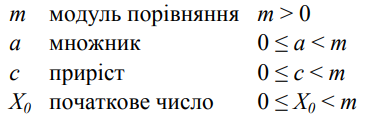 m модуль порівняння m > 0
a множник 0 ≤ a < m
c приріст 0 ≤ c < m
X₀ початкове число 0 ≤ X₀ < m